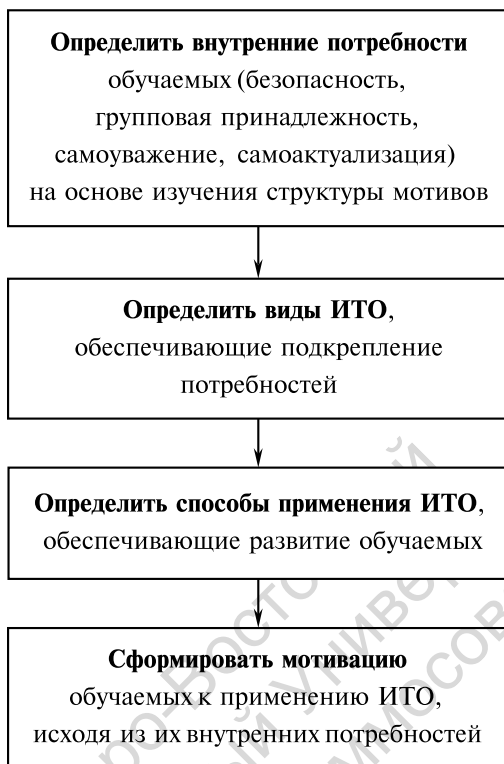 Определить внутренние потребности
обучаемых (безопасность,
групповая принадлежность,
самоуважение, самоактуализация)
на основе изучения структуры мотивов
Определить виды ИТО,
обеспечивающие подкрепление
потребностей
Определить способы применения ИТО,
обеспечивающие развитие обучаемых
Сформировать мотивацию
обучаемых к применению ИТО,
исходя из их внутренних потребностей